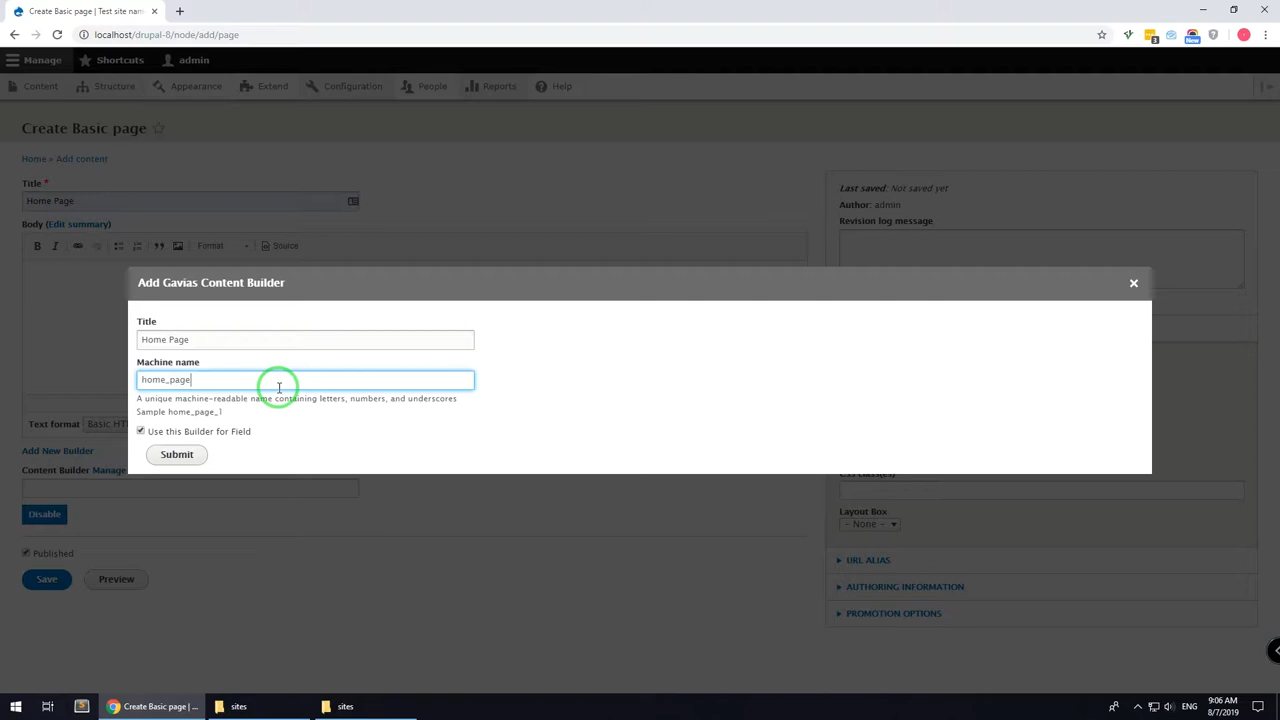 Create Basic page | Test site nam
localhost/drupal-8/node/add/page
3
New
Manage
Shortcuts
admin
Content
Structure
Appearance
Extend
Configuration
People
Reports
Help
Create Basic page
Home » Add content
Title *
Home Page
Body (Edit summary)
B I
Format
Source
Last saved: Not saved yet
Author: admin
Revision log message
Add Gavias Content Builder
Title
Home Page
Machine name
home_page
A unique machine-readable name containing letters, numbers, and underscores
Sample home_page_1
Use this Builder for Field
Submit
Text format
Basic HT
Add New Builder
Content Builder Manage
Disable
Published
Save
Preview
Layout Box
- None -
URL ALIAS
AUTHORING INFORMATION
PROMOTION OPTIONS
Create Basic page | ...
sites
sites
ENG
9:06 AM
8/7/2019